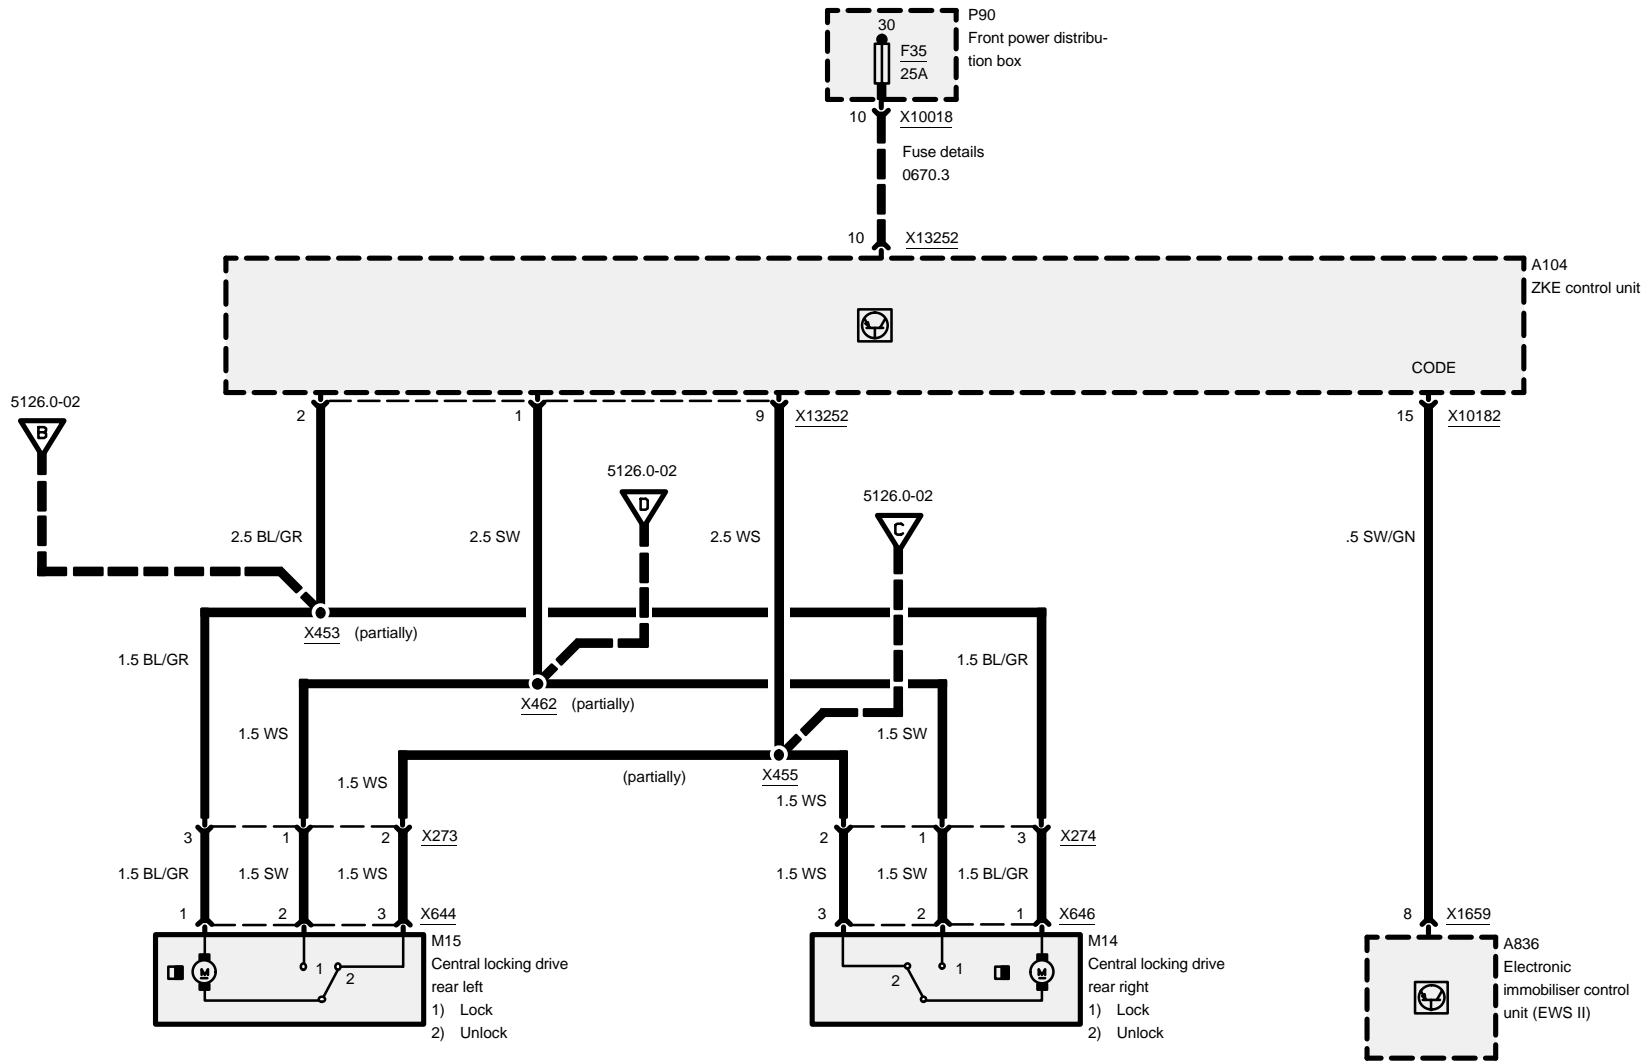 P90
30
Front power distribu-
tion box
F35
25A
10 X10018
Fuse details
0670.3
10 X13252
A104
ZKE control unit
CODE
5126.0-02
B
2 1 9 X13252 15 X10182
5126.0-02
D
5126.0-02
C
2.5 BL/GR 2.5 SW 2.5 WS .5 SW/GN
X453 (partially)
1.5 BL/GR 1.5 BL/GR
X462 (partially)
1.5 WS 1.5 SW
(partially) X455
1.5 WS 1.5 WS
3 1 2 X273 2 1 3 X274
1.5 BL/GR 1.5 SW 1.5 WS 1.5 WS 1.5 SW 1.5 BL/GR
1 2 3 X644 3 2 1 X646 8 X1659
M15
Central locking drive
rear left
1) Lock
2) Unlock
M
1
2
M14
Central locking drive
rear right
1) Lock
2) Unlock
2
1
M
A836
Electronic
immobiliser control
unit (EWS II)